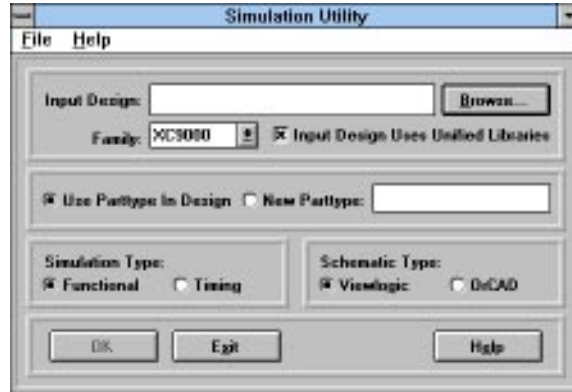 Simulation Utility
File Help
Input Design: Browse...
Family: XC9000 Input Design Uses Unified Libraries
Use Parttype In Design New Parttype:
Simulation Type: Schematic Type:
Functional Timing Viewlogic OrCAD
OK Exit Help